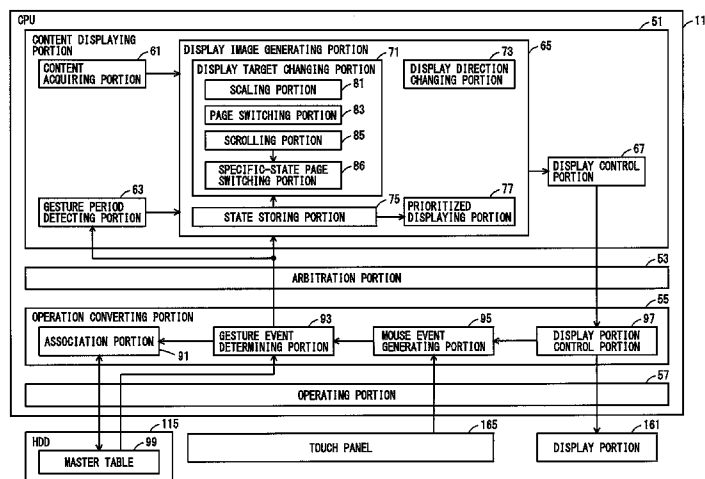 CPU
11
51
CONTENT DISPLAYING
PORTION
61
CONTENT
ACQUIRING PORTION
DISPLAY IMAGE GENERATING PORTION
71
73
65
DISPLAY TARGET CHANGING PORTION
SCALING PORTION
81
PAGE SWITCHING PORTION
83
SCROLLING PORTION
85
SPECIFIC-STATE PAGE
SWITCHING PORTION
86
DISPLAY DIRECTION
CHANGING PORTION
67
DISPLAY CONTROL
PORTION
63
GESTURE PERIOD
DETECTING PORTION
75
STATE STORING PORTION
77
PRIORITIZED
DISPLAYING PORTION
53
ARBITRATION PORTION
55
OPERATION CONVERTING PORTION
ASSOCIATION PORTION
91
93
GESTURE EVENT
DETERMINING PORTION
95
MOUSE EVENT
GENERATING PORTION
97
DISPLAY PORTION
CONTROL PORTION
57
OPERATING PORTION
115
HDD
99
MASTER TABLE
165
TOUCH PANEL
161
DISPLAY PORTION